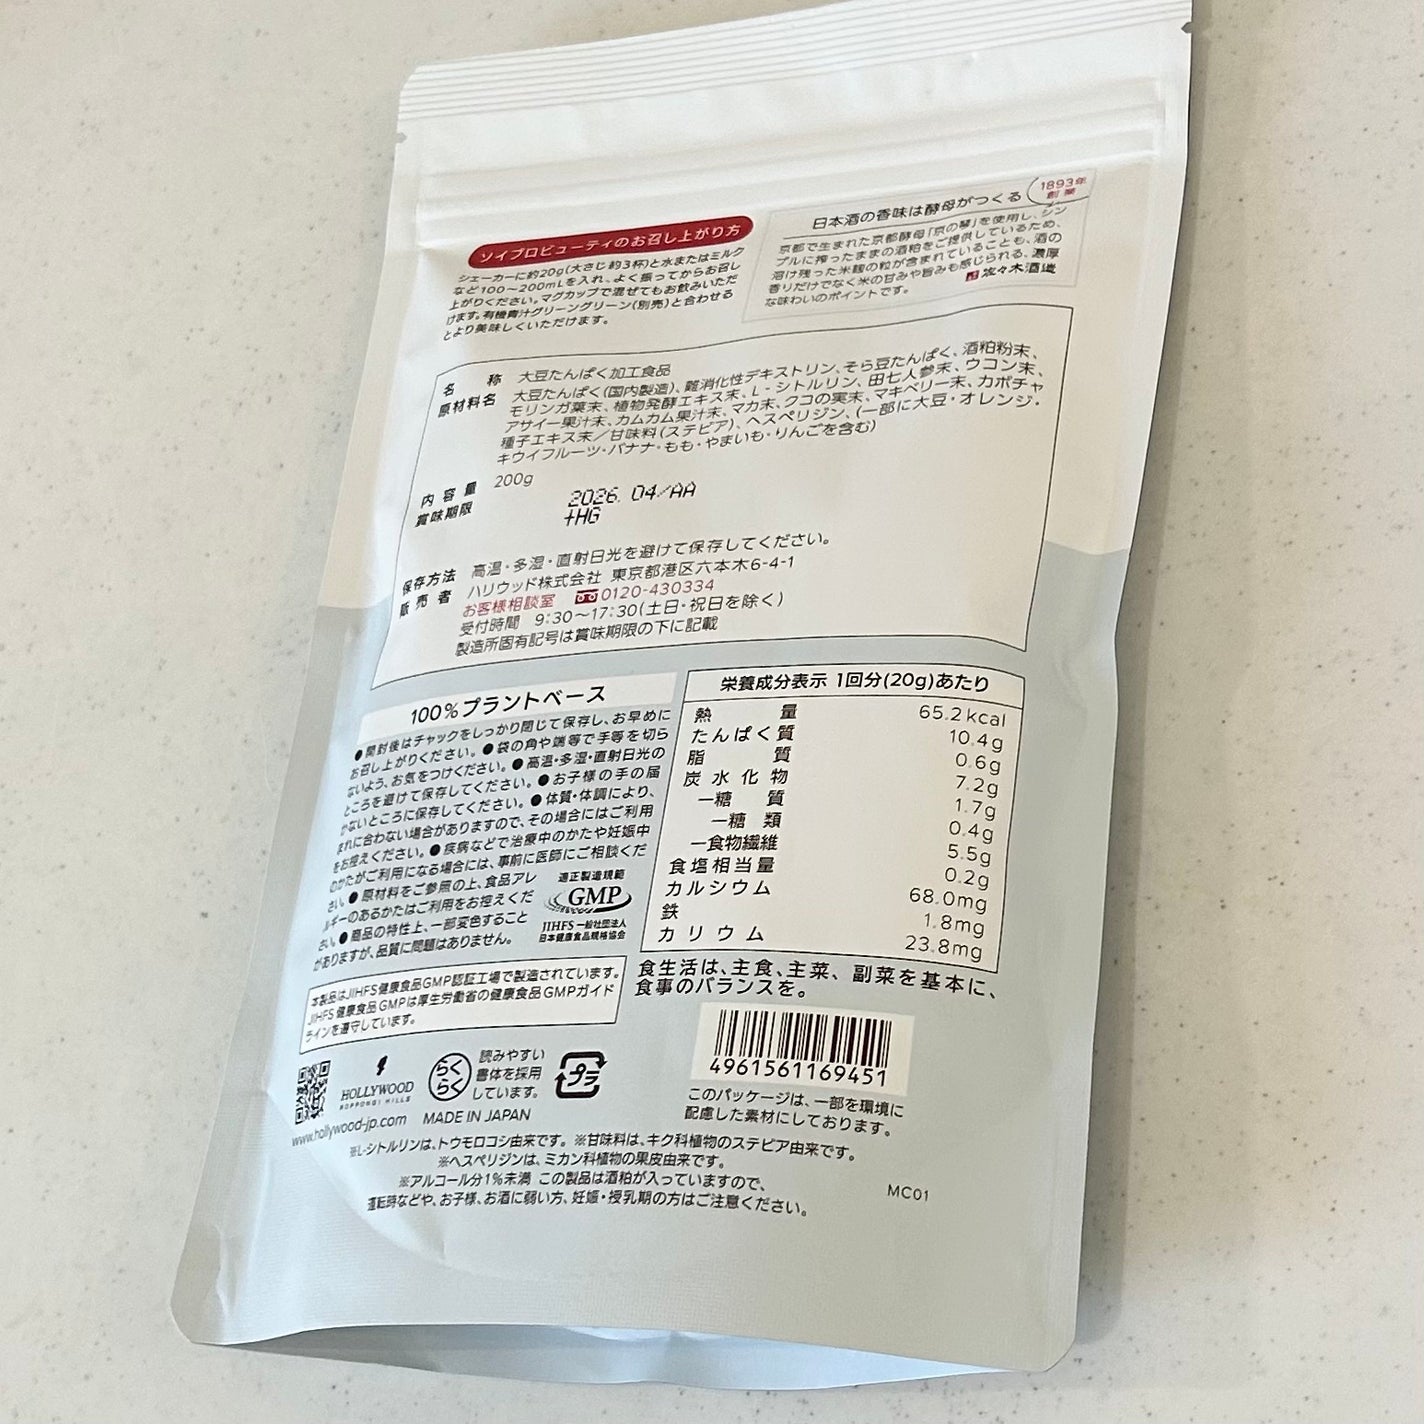 ソイプロビューティのお召し上がり方
シェーカーに約20g(大さじ約3杯)と水またはミルク
など100～200mLを入れ、よく振ってからお召し
上がりください。マグカップで混ぜてもお飲みいただ
けます。有機青汁グリーングリーン(別売)と合わせる
とより美味しくいただけます。
日本酒の香味は酵母がつくる
1893年
創業
京都で生まれた京都酵母「京の琴」を使用し、シン
プルに搾ったままの酒粕をご提供しているため、
溶け残った米麹の粒が含まれていることも、酒の
香りだけでなく米の甘みや旨みも感じられる、濃厚
な味わいのポイントです。
佐々木酒造
名称 大豆たんぱく加工食品
原材料名 大豆たんぱく(国内製造)、難消化性デキストリン、そら豆たんぱく、酒粕粉末、
モリンガ葉末、植物発酵エキス末、L-シトルリン、田七人参末、ウコン末、
アサイー果汁末、カムカム果汁末、マカ末、クコの実末、マキベリー末、カボチャ
種子エキス末/甘味料(ステビア)、ヘスペリジン、(一部に大豆・オレンジ・
キウイフルーツ・バナナ・もも・やまいも・りんごを含む)
内容量 200g
賞味期限 2026. 04/AA
+HG
保存方法 高温・多湿・直射日光を避けて保存してください。
販売者 ハリウッド株式会社 東京都港区六本木6-4-1
お客様相談室 0120-430334
受付時間 9:30～17:30(土日・祝日を除く)
製造所固有記号は賞味期限の下に記載
100%プラントベース
●開封後はチャックをしっかり閉じて保存し、お早めに
お召し上がりください。●袋の角や端等で手等を切ら
ないよう、お気をつけください。●高温・多湿・直射日光の
ところを避けて保存してください。●お子様の手の届
かないところに保存してください。●体質・体調により、
まれに合わない場合がありますので、その場合にはご利用
をお控えください。●疾病などで治療中のかたや妊娠中
のかたがご利用になる場合には、事前に医師にご相談くだ
さい。●原材料をご参照の上、食品アレ
ルギーのあるかたはご利用をお控えくだ
さい。●商品の特性上、一部変色すること
がありますが、品質に問題はありません。
適正製造規範
GMP
JIHFS 一般社団法人
日本健康食品規格協会
本製品はJIHFS健康食品GMP認証工場で製造されています。
JIHFS健康食品GMPは厚生労働省の健康食品GMPガイド
ラインを遵守しています。
栄養成分表示 1回分(20g)あたり
熱量 65.2kcal
たんぱく質 10.4g
脂質 0.6g
炭水化物 7.2g
－糖質 1.7g
－糖類 0.4g
－食物繊維 5.5g
食塩相当量 0.2g
カルシウム 68.0mg
鉄 1.8mg
カリウム 23.8mg
食生活は、主食、主菜、副菜を基本に、
食事のバランスを。
4961561169451
このパッケージは、一部を環境に
配慮した素材にしております。
HOLLYWOOD
ROPPONGI HILLS
らくらく
読みやすい
書体を採用
しています。
プラ
www.hollywood-jp.com MADE IN JAPAN
※L-シトルリンは、トウモロコシ由来です。※甘味料は、キク科植物のステビア由来です。
※ヘスペリジンは、ミカン科植物の果皮由来です。
※アルコール分1%未満 この製品は酒粕が入っていますので、
運転時などや、お子様、お酒に弱い方、妊娠・授乳期の方はご注意ください。
MC01